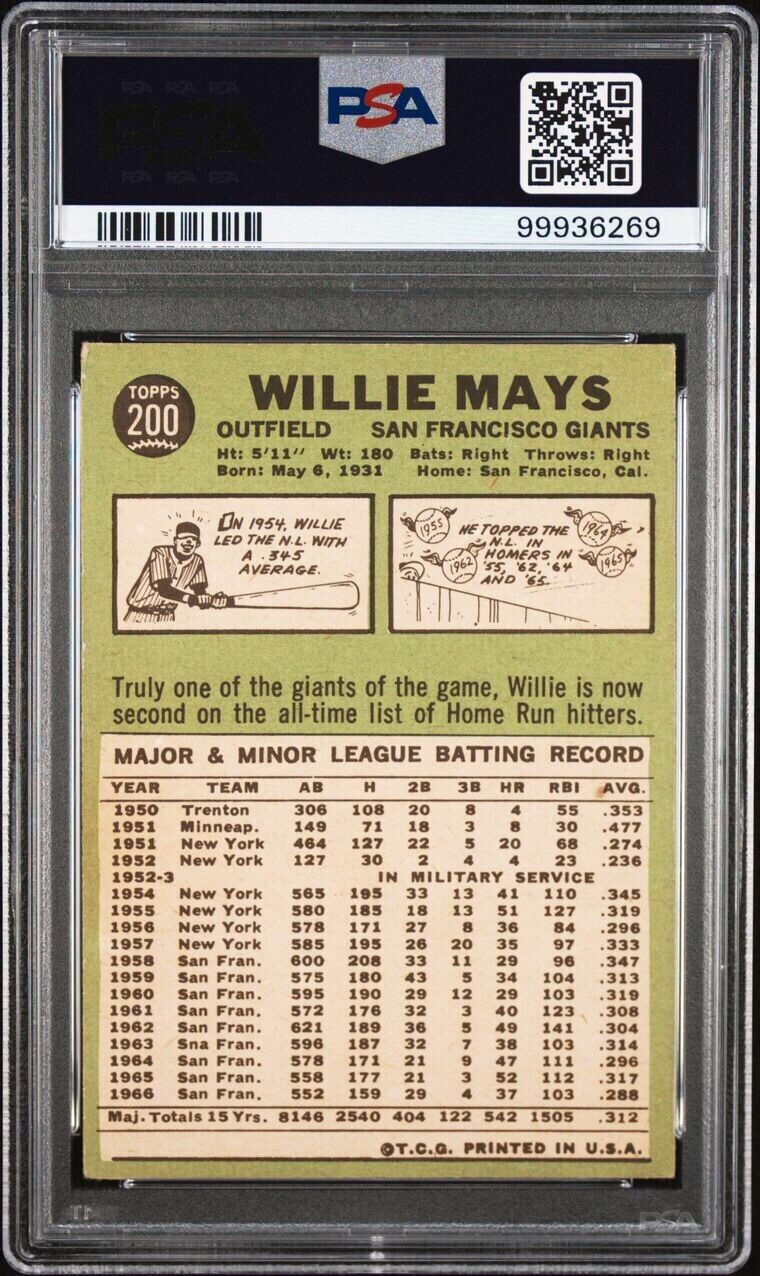 PSA
99936269
TOPPS
200
WILLIE MAYS
OUTFIELD SAN FRANCISCO GIANTS
Ht: 5'11" Wt: 180 Bats: Right Throws: Right
Born: May 6, 1931 Home: San Francisco, Cal.
IN 1954, WILLIE
LED THE N.L. WITH
A .345
AVERAGE.
1955
HE TOPPED THE
N.L. IN
HOMERS IN
'55, '62, '64
AND '65.
1964
1962
1965
Truly one of the giants of the game, Willie is now
second on the all-time list of Home Run hitters.
MAJOR & MINOR LEAGUE BATTING RECORD
YEAR TEAM AB H 2B 3B HR RBI AVG.
1950 Trenton 306 108 20 8 4 55 .353
1951 Minneap. 149 71 18 3 8 30 .477
1951 New York 464 127 22 5 20 68 .274
1952 New York 127 30 2 4 4 23 .236
1952-3 IN MILITARY SERVICE
1954 New York 565 195 33 13 41 110 .345
1955 New York 580 185 18 13 51 127 .319
1956 New York 578 171 27 8 36 84 .296
1957 New York 585 195 26 20 35 97 .333
1958 San Fran. 600 208 33 11 29 96 .347
1959 San Fran. 575 180 43 5 34 104 .313
1960 San Fran. 595 190 29 12 29 103 .319
1961 San Fran. 572 176 32 3 40 123 .308
1962 San Fran. 621 189 36 5 49 141 .304
1963 Sna Fran. 596 187 32 7 38 103 .314
1964 San Fran. 578 171 21 9 47 111 .296
1965 San Fran. 558 177 21 3 52 112 .317
1966 San Fran. 552 159 29 4 37 103 .288
Maj. Totals 15 Yrs. 8146 2540 404 122 542 1505 .312
©T.C.G. PRINTED IN U.S.A.
PSA